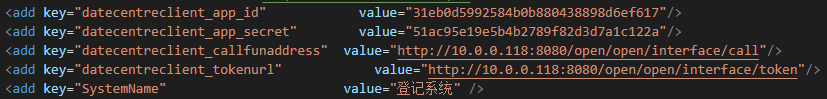 <add key="datecentreclient_app_id" value="31eb0d5992584b0b880438898d6ef617"/>
<add key="datecentreclient_app_secret" value="51ac95e19e5b4b2789f82d3d7a1c122a"/>
<add key="datecentreclient_callfunaddress" value="http://10.0.0.118:8080/open/open/interface/call"/>
<add key="datecentreclient_tokenurl" value="http://10.0.0.118:8080/open/open/interface/token"/>
<add key="SystemName" value="登记系统" />